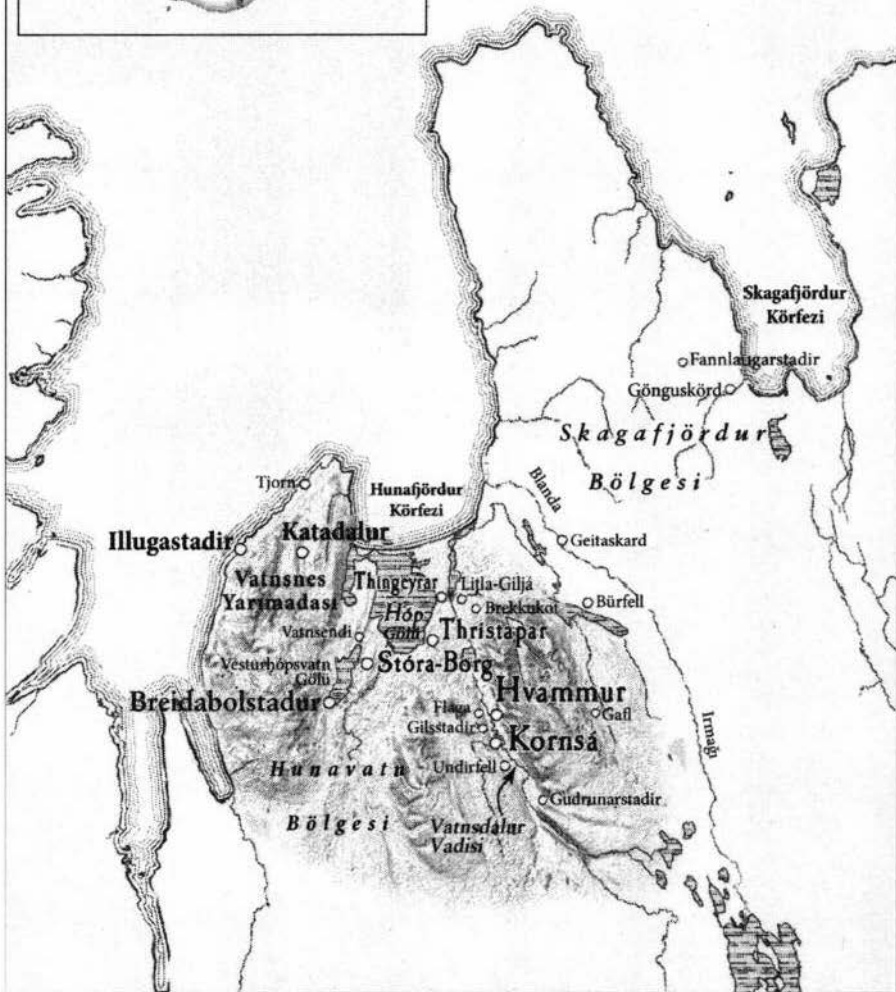 Skagafjördur
Körfezi
Fannlaugarstadir
Gönguskörd
Skagafjördur
Bölgesi
Tjorn
Hunafjördur
Körfezi
Blanda
Illugastadir
Katadalur
Geitaskard
Vatnsnes
Yarımadası
Thingeyrar
Litla-Giljá
Brekkukot
Búrfell
Hóp
Gölü
Thristapar
Vatnsendi
Vesturhópsvatn
Gölü
Stóra-Borg
Breidabolstadur
Hvammur
Flaga
Gafl
Gilsstadir
Kornsá
Irmağı
Hunavatn
Undirfell
Gudrunarstadir
Bölgesi
Vatnsdalur
Vadisi